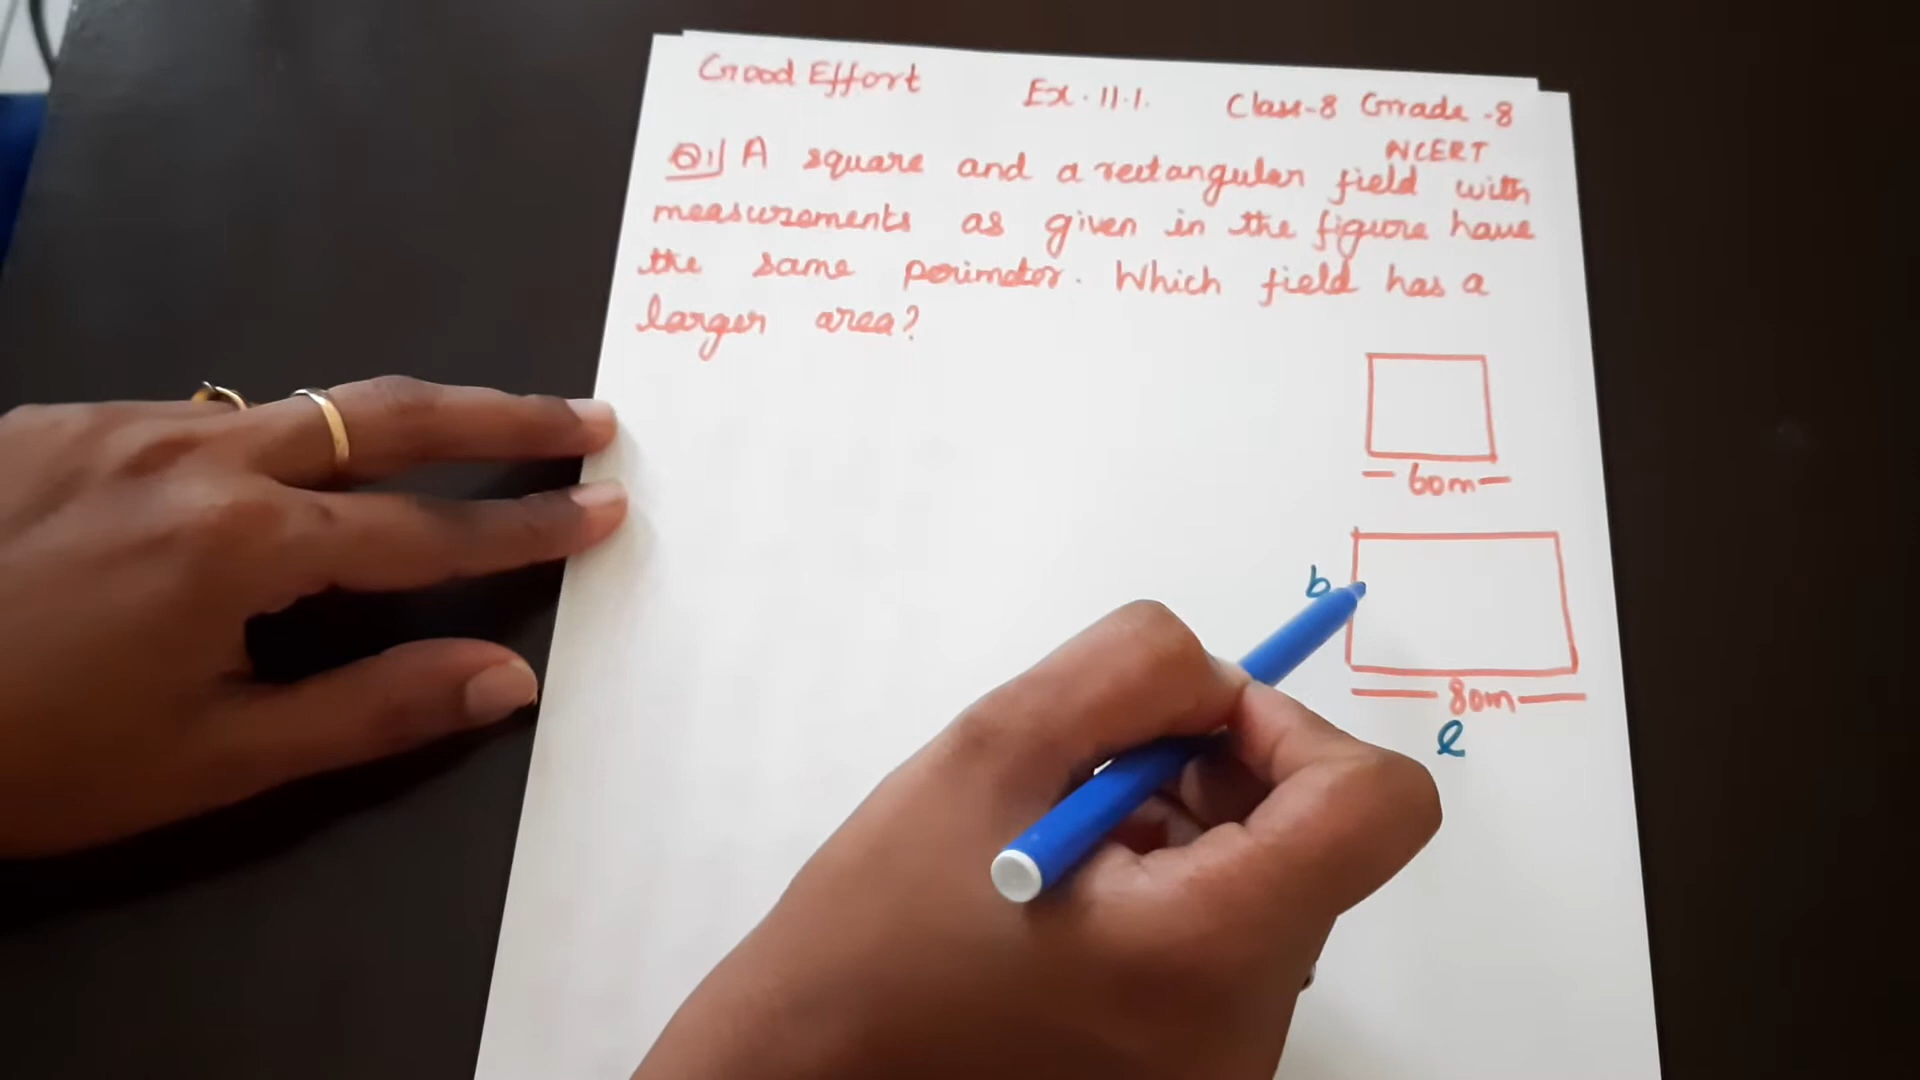 Good Effort Ex. 11.1. Class-8 Grade-8
NCERT
Q1) A square and a rectangular field with
measurements as given in the figure have
the same perimeter. Which field has a
larger area?
60m
b
80m
l